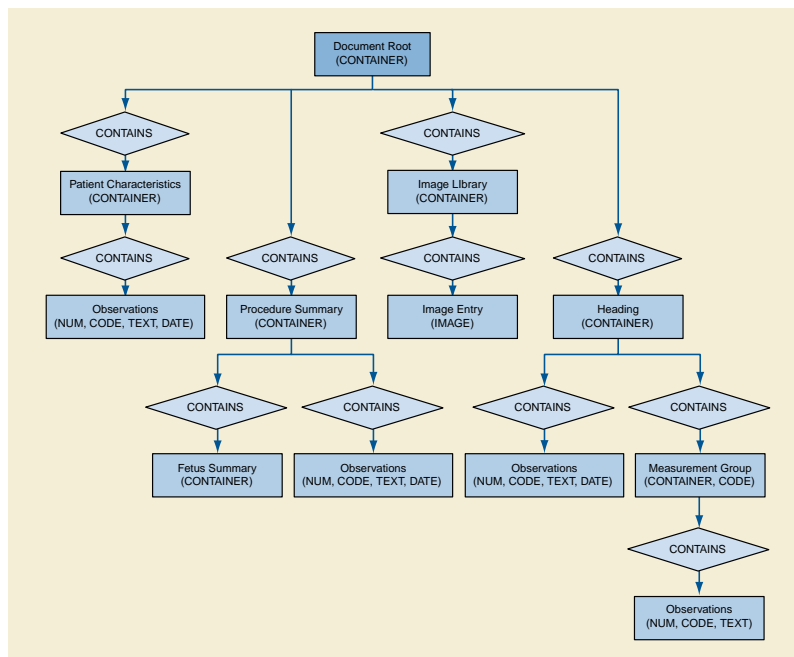 Document Root
(CONTAINER)
CONTAINS
CONTAINS
Patient Characteristics
(CONTAINER)
Image LIbrary
(CONTAINER)
CONTAINS
CONTAINS
CONTAINS
CONTAINS
Observations
(NUM, CODE, TEXT, DATE)
Procedure Summary
(CONTAINER)
Image Entry
(IMAGE)
Heading
(CONTAINER)
CONTAINS
CONTAINS
CONTAINS
CONTAINS
Fetus Summary
(CONTAINER)
Observations
(NUM, CODE, TEXT, DATE)
Observations
(NUM, CODE, TEXT, DATE)
Measurement Group
(CONTAINER, CODE)
CONTAINS
Observations
(NUM, CODE, TEXT)